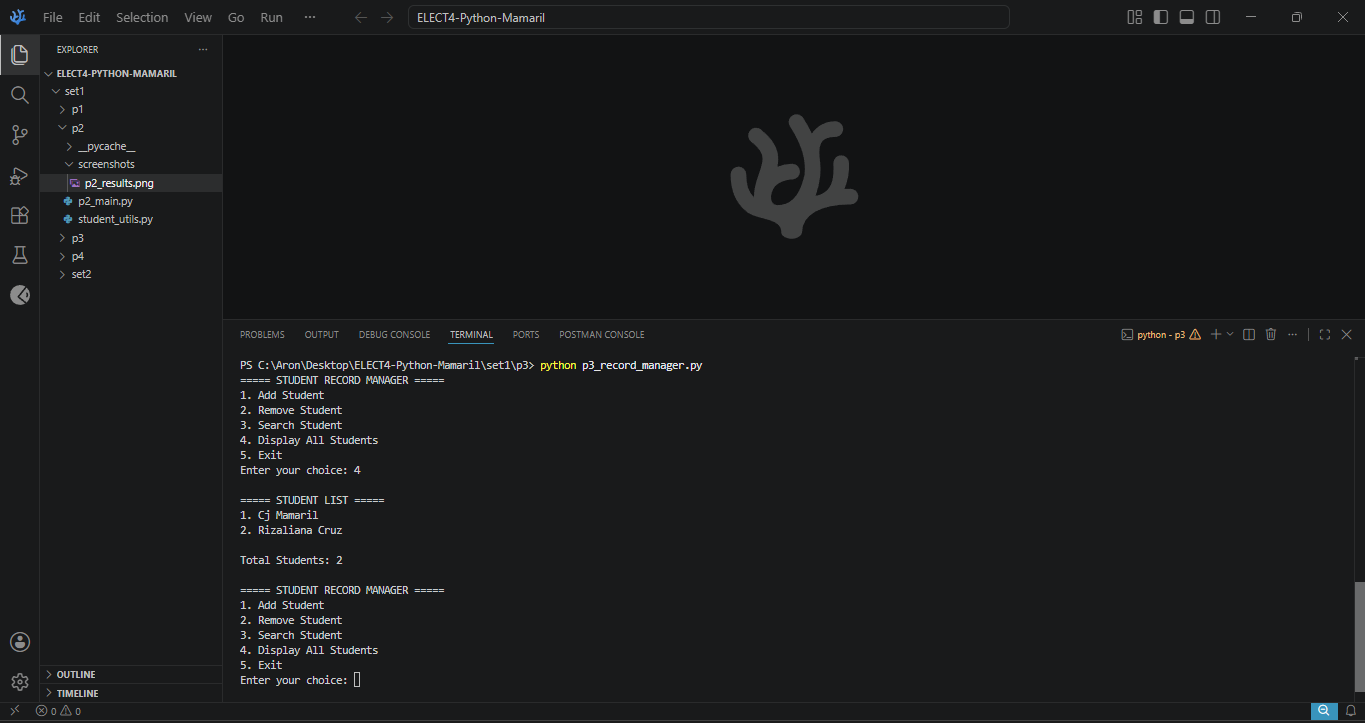 File Edit Selection View Go Run ···
ELECT4-Python-Mamaril
EXPLORER
ELECT4-PYTHON-MAMARIL
set1
p1
p2
__pycache__
screenshots
p2_results.png
p2_main.py
student_utils.py
p3
p4
set2
OUTLINE
TIMELINE
PROBLEMS OUTPUT DEBUG CONSOLE TERMINAL PORTS POSTMAN CONSOLE
python - p3
PS C:\Aron\Desktop\ELECT4-Python-Mamaril\set1\p3> python p3_record_manager.py
===== STUDENT RECORD MANAGER =====
1. Add Student
2. Remove Student
3. Search Student
4. Display All Students
5. Exit
Enter your choice: 4
===== STUDENT LIST =====
1. Cj Mamaril
2. Rizaliana Cruz
Total Students: 2
===== STUDENT RECORD MANAGER =====
1. Add Student
2. Remove Student
3. Search Student
4. Display All Students
5. Exit
Enter your choice:
0 0